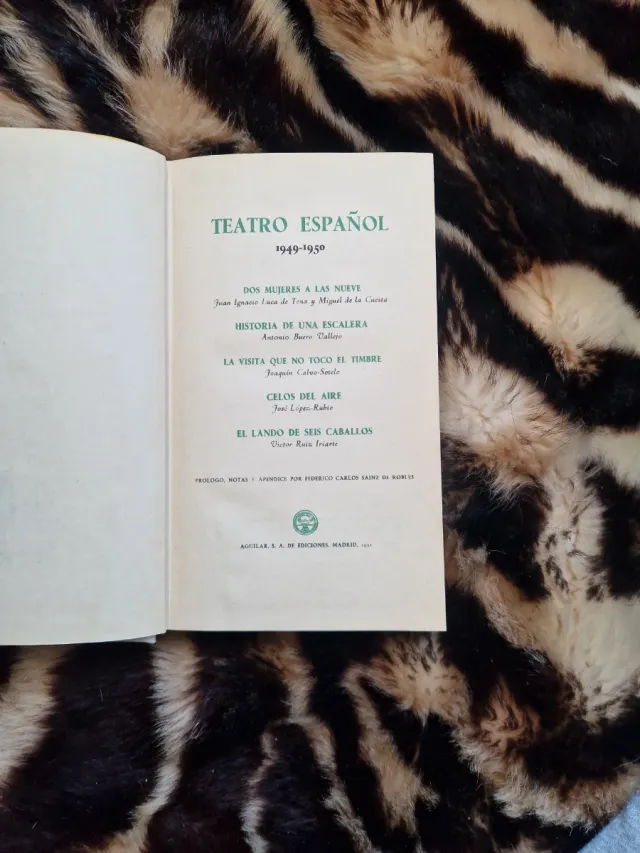 TEATRO ESPAÑOL
1949-1950
DOS MUJERES A LAS NUEVE
Juan Ignacio Luca de Tena y Miguel de la Cuesta
HISTORIA DE UNA ESCALERA
Antonio Buero Vallejo
LA VISITA QUE NO TOCO EL TIMBRE
Joaquín Calvo-Sotelo
CELOS DEL AIRE
José López-Rubio
EL LANDO DE SEIS CABALLOS
Víctor Ruiz Iriarte
PROLOGO, NOTAS Y APENDICE POR FEDERICO CARLOS SAINZ DE ROBLES
AGUILAR, S. A. DE EDICIONES. MADRID,